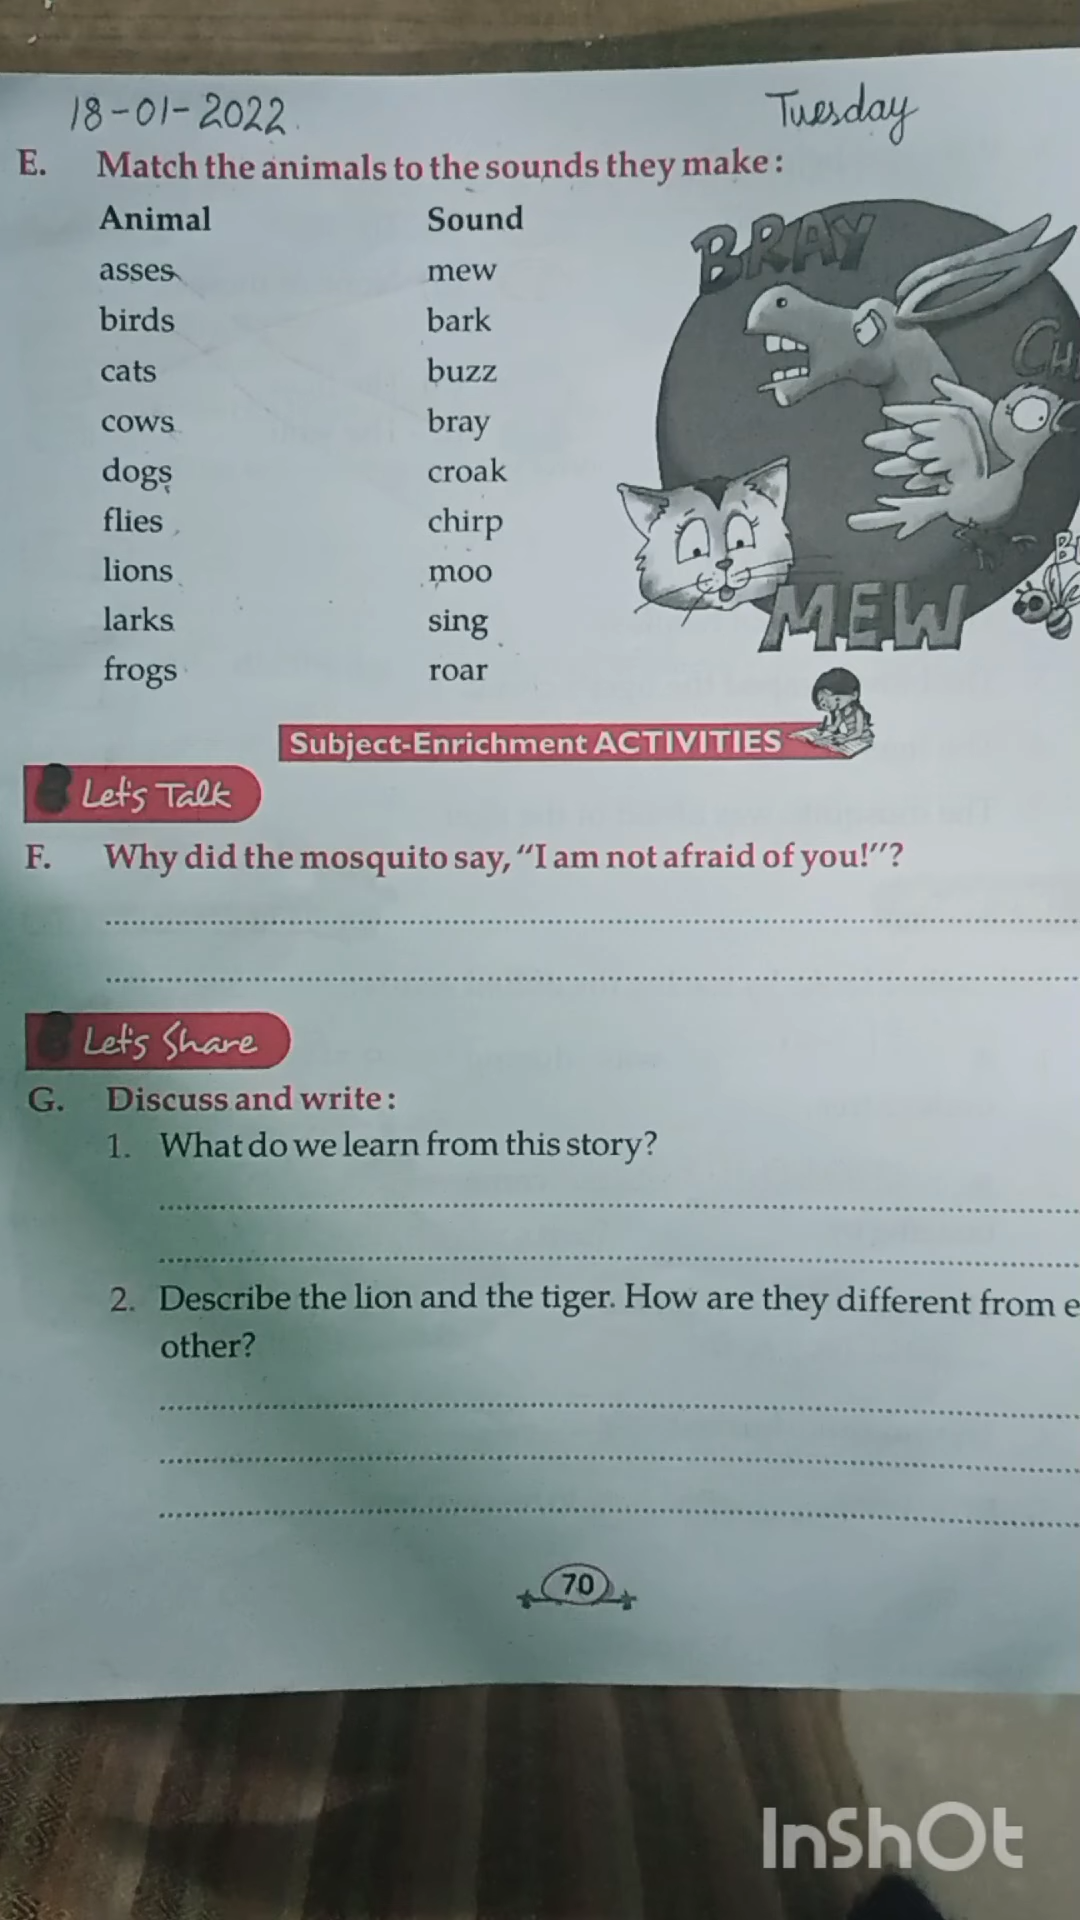 18-01-2022 Tuesday
E. Match the animals to the sounds they make:
Animal Sound
asses mew
birds bark
cats buzz
cows bray
dogs croak
flies chirp
lions moo
larks sing
frogs roar
BRAY
MEW
Subject-Enrichment ACTIVITIES
Let's Talk
F. Why did the mosquito say, "I am not afraid of you!"?
Let's Share
G. Discuss and write:
1. What do we learn from this story?
2. Describe the lion and the tiger. How are they different from
other?
70
InShOt